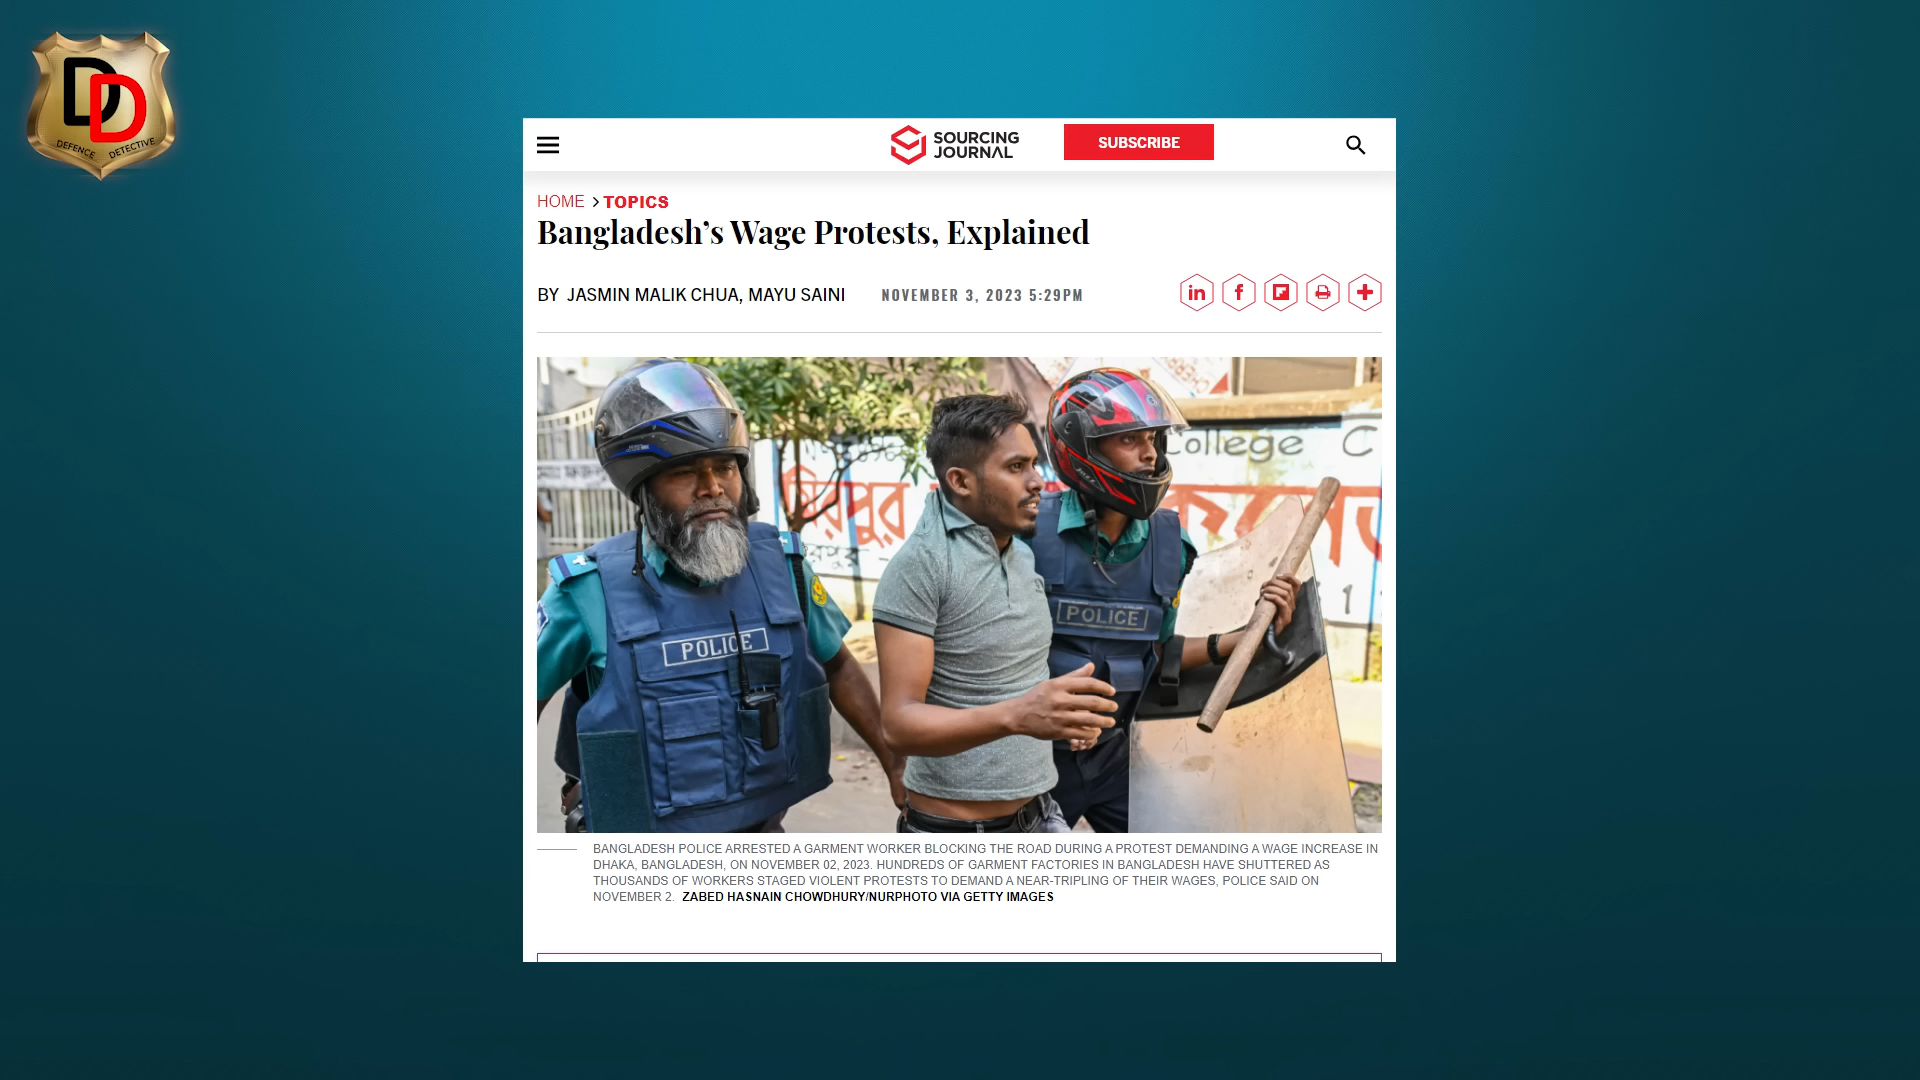 DD
DEFENCE DETECTIVE
SOURCING
JOURNAL
SUBSCRIBE
HOME > TOPICS
Bangladesh's Wage Protests, Explained
BY JASMIN MALIK CHUA, MAYU SAINI NOVEMBER 3, 2023 5:29PM
in f
College C
মিরপুর
POLICE
POLICE
BANGLADESH POLICE ARRESTED A GARMENT WORKER BLOCKING THE ROAD DURING A PROTEST DEMANDING A WAGE INCREASE IN
DHAKA, BANGLADESH, ON NOVEMBER 02, 2023. HUNDREDS OF GARMENT FACTORIES IN BANGLADESH HAVE SHUTTERED AS
THOUSANDS OF WORKERS STAGED VIOLENT PROTESTS TO DEMAND A NEAR-TRIPLING OF THEIR WAGES, POLICE SAID ON
NOVEMBER 2. ZABED HASNAIN CHOWDHURY/NURPHOTO VIA GETTY IMAGES